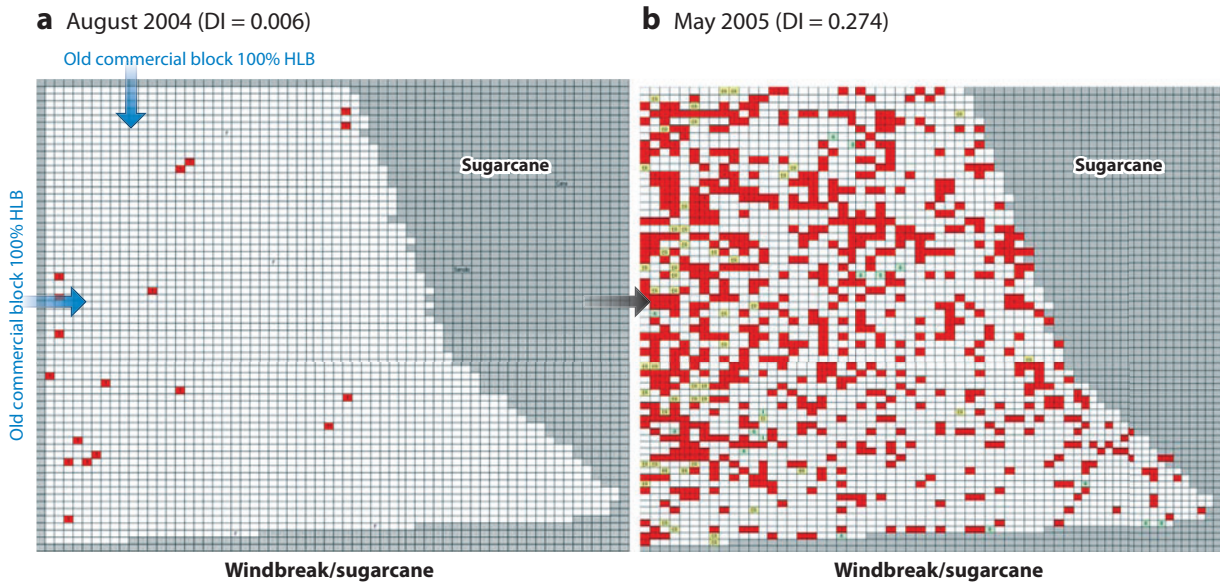 a August 2004 (DI = 0.006)
Old commercial block 100% HLB
Old commercial block 100% HLB
Sugarcane
Windbreak/sugarcane
b May 2005 (DI = 0.274)
Sugarcane
Windbreak/sugarcane